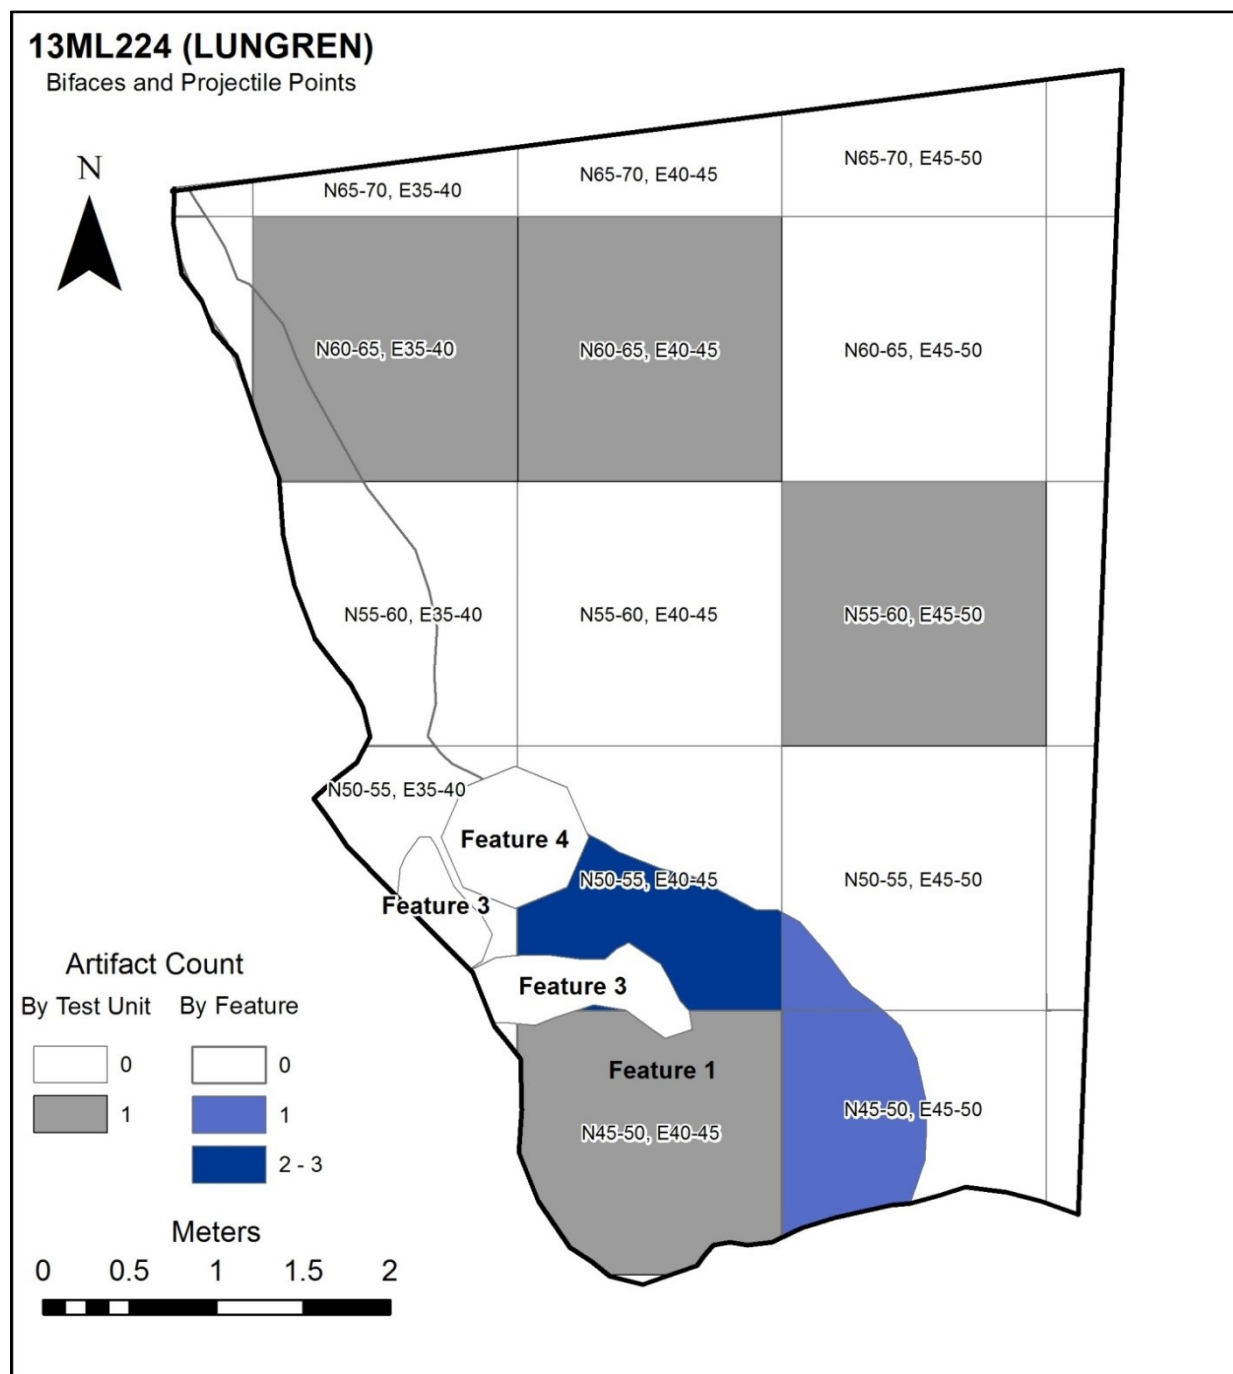 13ML224 (LUNGREN)
Bifaces and Projectile Points
N
N65-70, E35-40
N65-70, E40-45
N65-70, E45-50
N60-65, E35-40
N60-65, E40-45
N60-65, E45-50
N55-60, E35-40
N55-60, E40-45
N55-60, E45-50
N50-55, E35-40
Feature 4
N50-55, E40-45
N50-55, E45-50
Feature 3
Feature 3
Feature 1
N45-50, E40-45
N45-50, E45-50
Artifact Count
By Test Unit By Feature
0 0
1 1
2 - 3
Meters
0 0.5 1 1.5 2